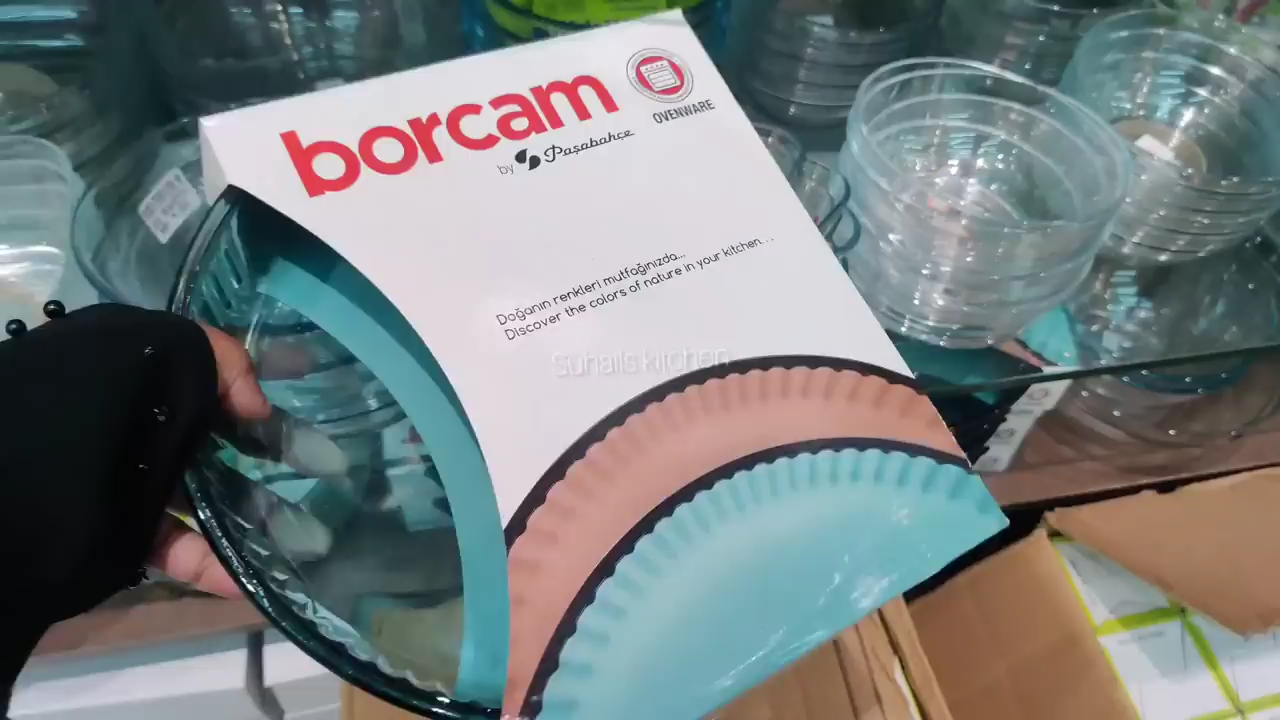 borcam
by Paşabahçe
OVENWARE
Doğanın renkleri mutfağınızda...
Discover the colors of nature in your kitchen...
Suhails kitchen